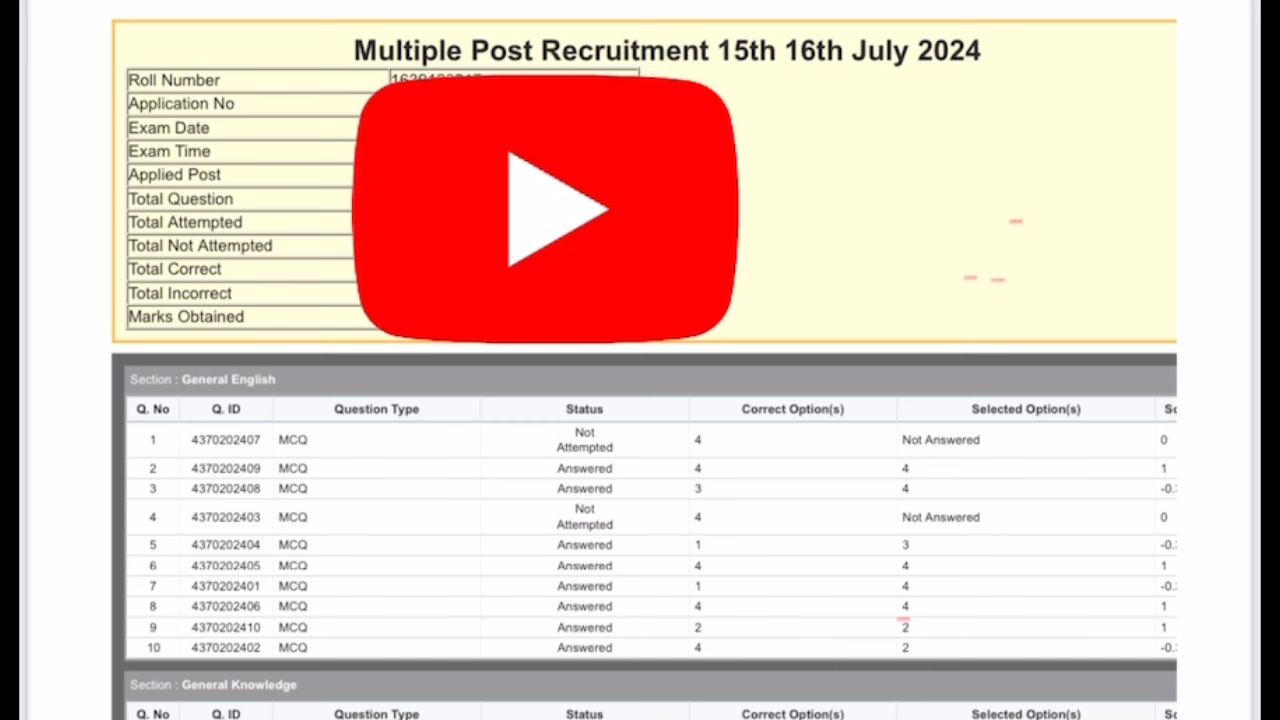 Multiple Post Recruitment 15th 16th July 2024
Roll Number
Application No
Exam Date
Exam Time
Applied Post
Total Question
Total Attempted
Total Not Attempted
Total Correct
Total Incorrect
Marks Obtained
Section : General English
Q. No Q. ID Question Type Status Correct Option(s) Selected Option(s)
1 4370202407 MCQ Not Attempted 4 Not Answered 0
2 4370202409 MCQ Answered 4 4 1
3 4370202408 MCQ Answered 3 4
4 4370202403 MCQ Not Attempted 4 Not Answered 0
5 4370202404 MCQ Answered 1 3
6 4370202405 MCQ Answered 4 4 1
7 4370202401 MCQ Answered 1 4
8 4370202406 MCQ Answered 4 4 1
9 4370202410 MCQ Answered 2 2 1
10 4370202402 MCQ Answered 4 2
Section : General Knowledge
Q. No Q. ID Question Type Status Correct Option(s) Selected Option(s)